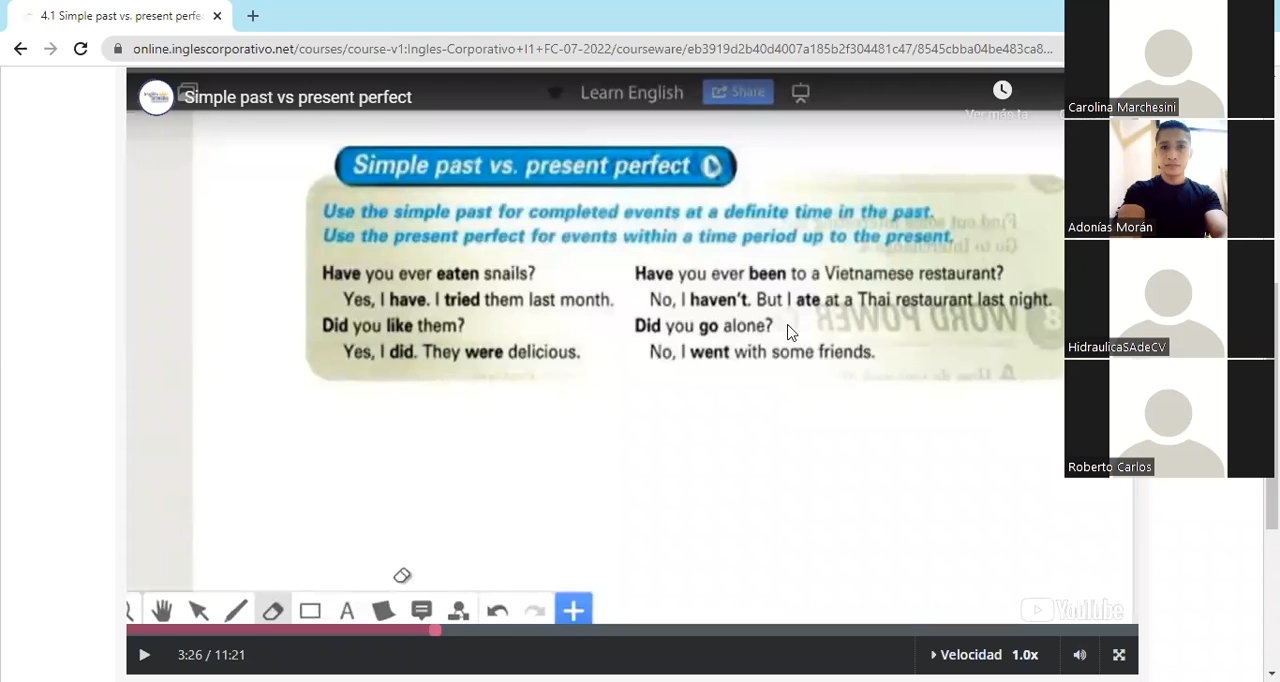 4.1 Simple past vs. present perfe
online.inglescorporativo.net/courses/course-v1:Ingles-Corporativo+I1+FC-07-2022/courseware/eb3919d2b40d4007a185b2f304481c47/8545cbba04be483ca8...
Simple past vs present perfect
Learn English
Share
Ver más ta
Simple past vs. present perfect
Use the simple past for completed events at a definite time in the past.
Use the present perfect for events within a time period up to the present.
Have you ever eaten snails?
Yes, I have. I tried them last month.
Did you like them?
Yes, I did. They were delicious.
Have you ever been to a Vietnamese restaurant?
No, I haven't. But I ate at a Thai restaurant last night.
Did you go alone?
No, I went with some friends.
WORD POWER
8
YouTube
3:26 / 11:21
Velocidad 1.0x
Carolina Marchesini
Adonías Morán
HidraulicaSAdeCV
Roberto Carlos